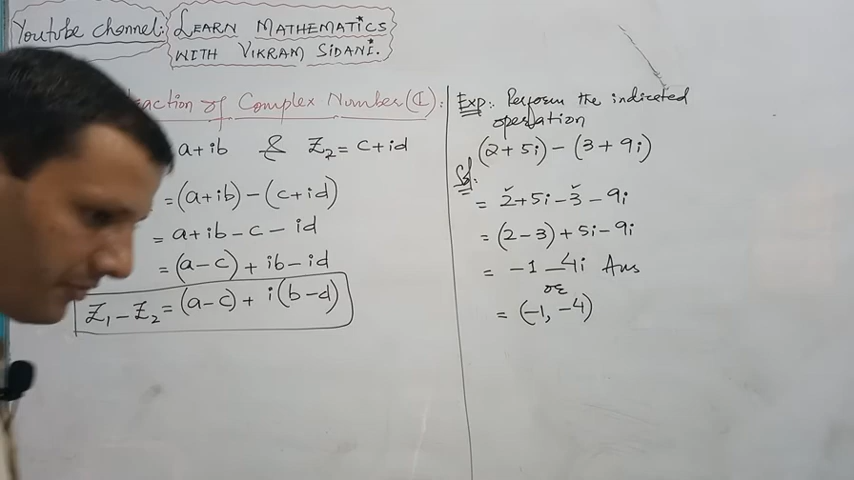 Youtube channel: LEARN MATHEMATICS
WITH VIKRAM SIDANI.
of Complex Number (ℂ):
a+ib & Z₂ = c+id
= (a+ib) - (c+id)
= a+ib-c-id
= (a-c) + ib-id
Z₁-Z₂ = (a-c) + i(b-d)
Exp: Perform the indicated
operation
(2+5i) - (3+9i)
Sol.
= 2+5i-3-9i
= (2-3)+5i-9i
= -1-4i Ans
or
= (-1, -4)